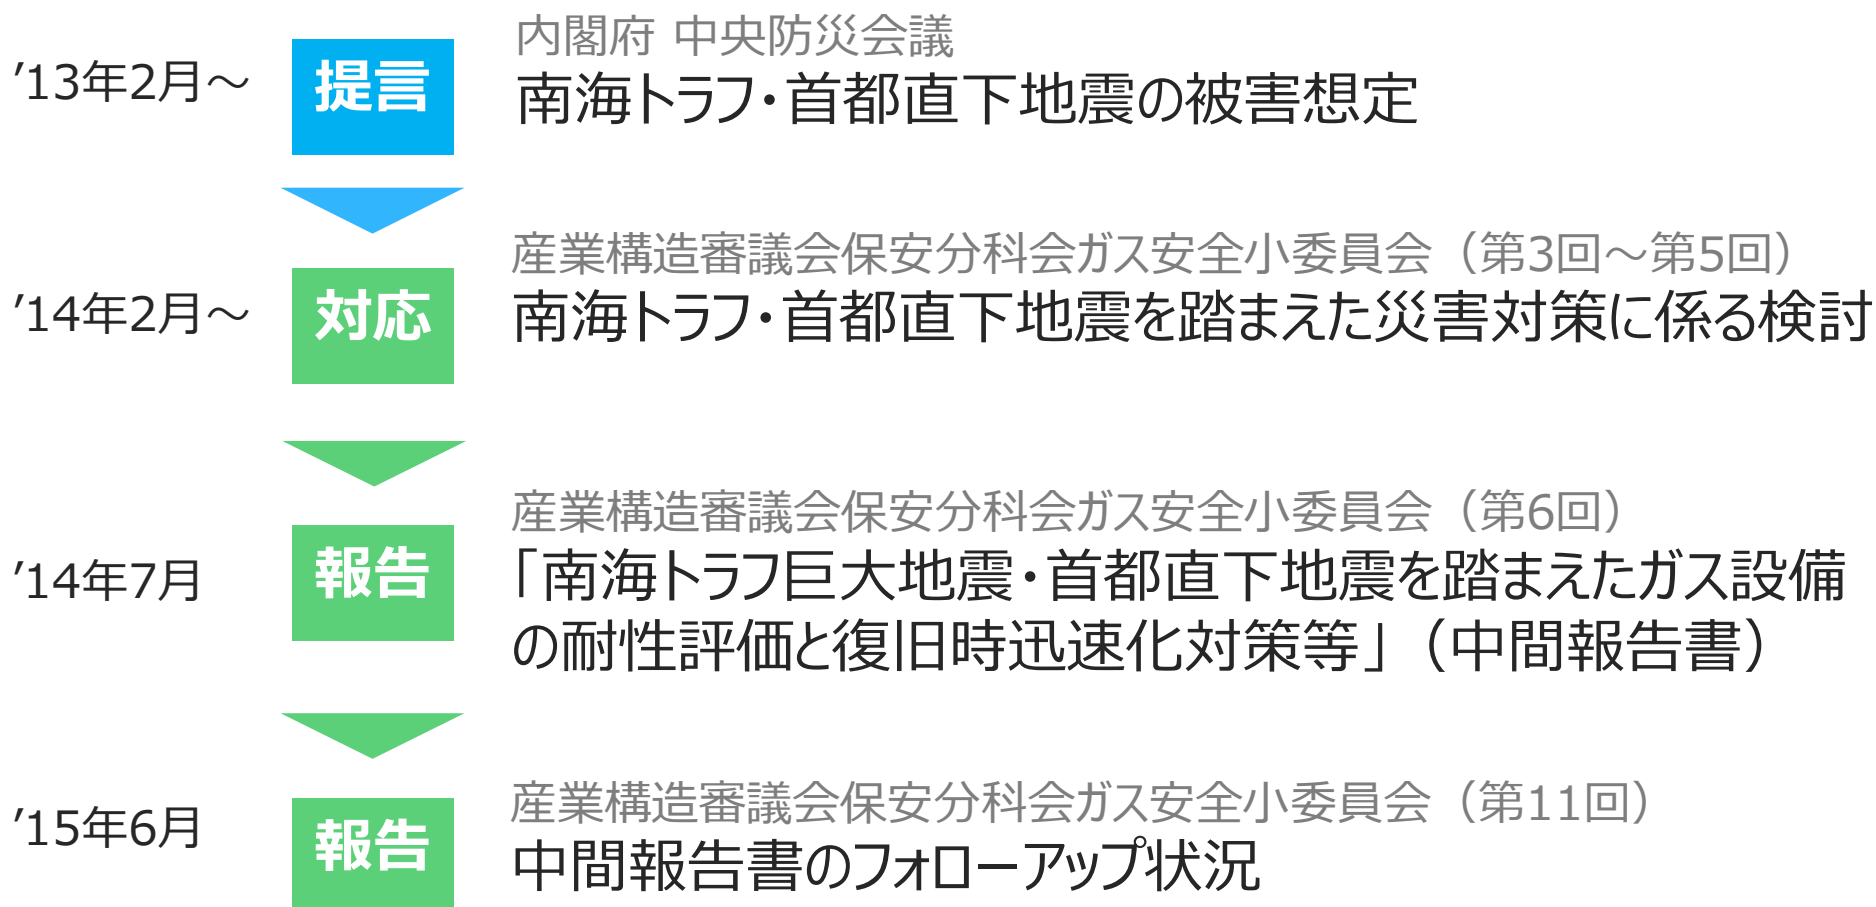 ’13年2月～
提言
内閣府 中央防災会議
南海トラフ・首都直下地震の被害想定
’14年2月～
対応
産業構造審議会保安分科会ガス安全小委員会（第3回～第5回）
南海トラフ・首都直下地震を踏まえた災害対策に係る検討
’14年7月
報告
産業構造審議会保安分科会ガス安全小委員会（第6回）
「南海トラフ巨大地震・首都直下地震を踏まえたガス設備
の耐性評価と復旧時迅速化対策等」（中間報告書）
’15年6月
報告
産業構造審議会保安分科会ガス安全小委員会（第11回）
中間報告書のフォローアップ状況